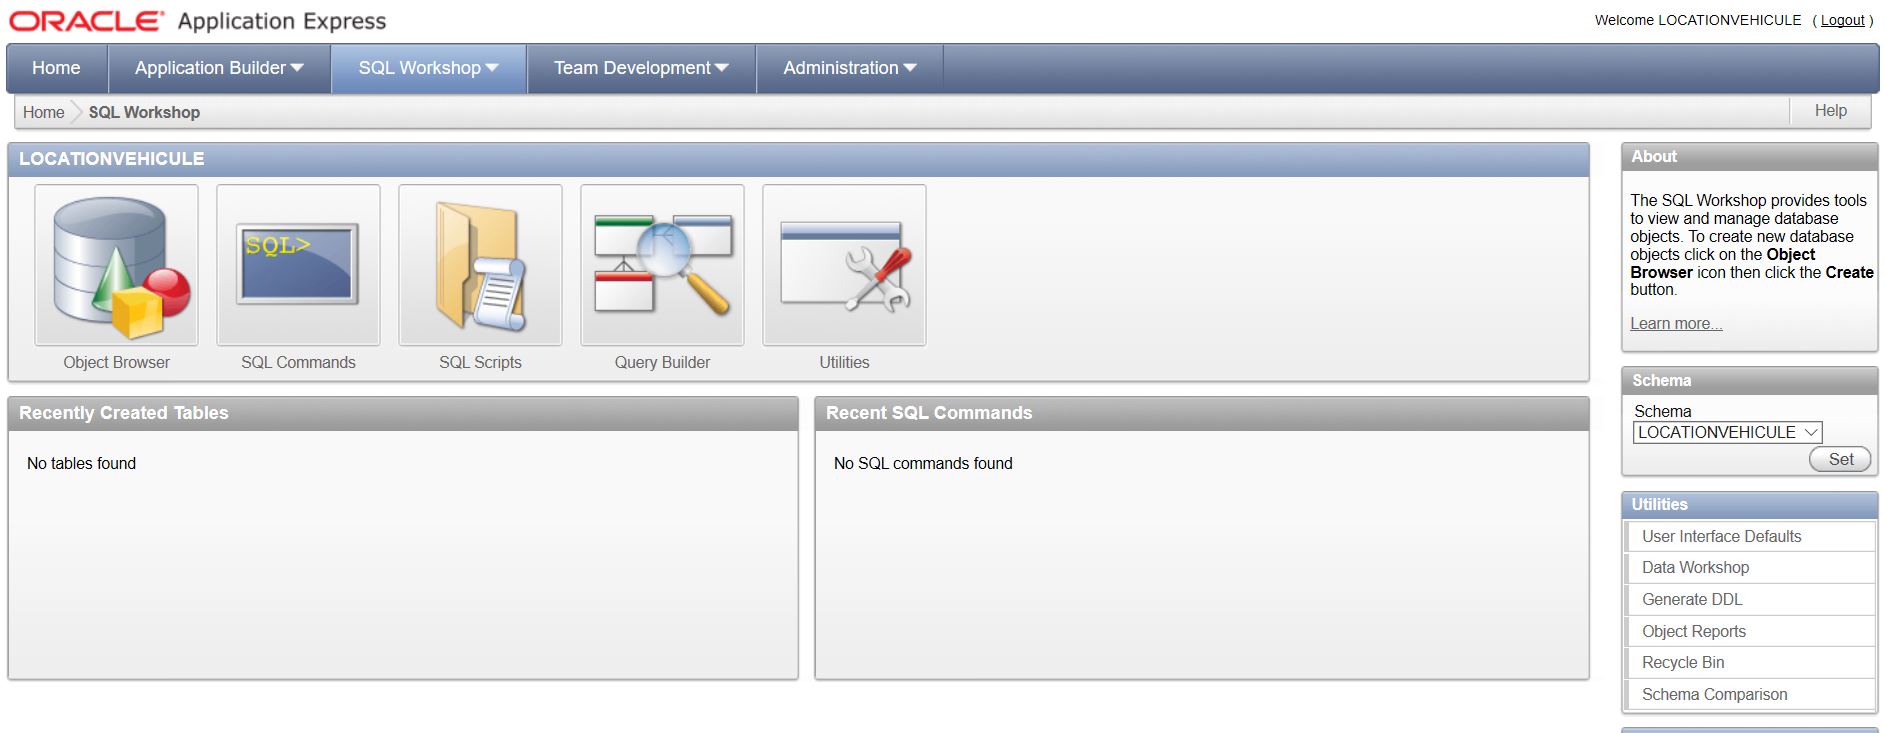 ORACLE Application Express
Welcome LOCATIONVEHICULE ( Logout )
Home Application Builder SQL Workshop Team Development Administration
Home SQL Workshop Help
LOCATIONVEHICULE
SQL>
Object Browser SQL Commands SQL Scripts Query Builder Utilities
Recently Created Tables
No tables found
Recent SQL Commands
No SQL commands found
About
The SQL Workshop provides tools
to view and manage database
objects. To create new database
objects click on the Object
Browser icon then click the Create
button.
Learn more...
Schema
Schema
LOCATIONVEHICULE
Set
Utilities
User Interface Defaults
Data Workshop
Generate DDL
Object Reports
Recycle Bin
Schema Comparison